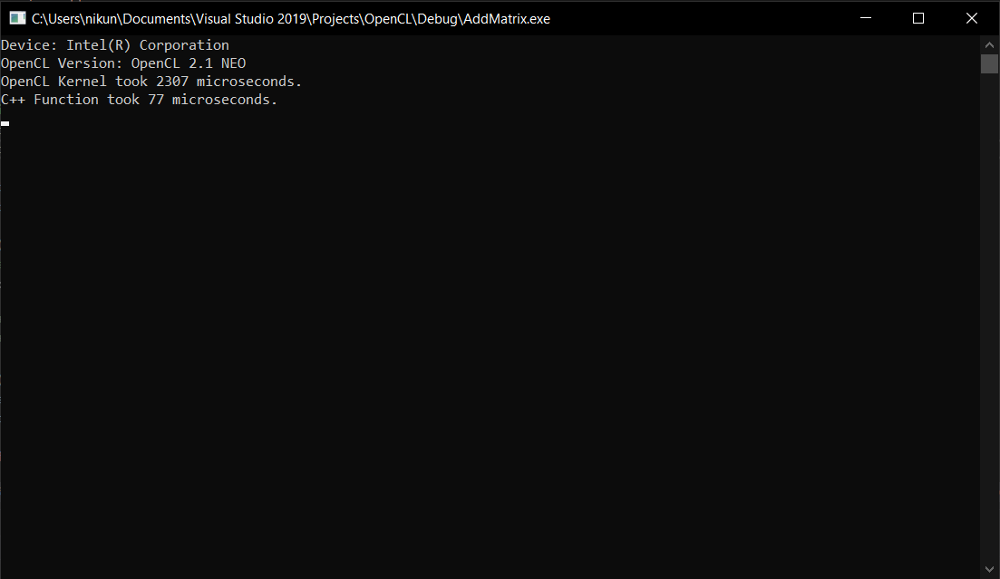 C:\Users\nikun\Documents\Visual Studio 2019\Projects\OpenCL\Debug\AddMatrix.exe
Device: Intel(R) Corporation
OpenCL Version: OpenCL 2.1 NEO
OpenCL Kernel took 2307 microseconds.
C++ Function took 77 microseconds.